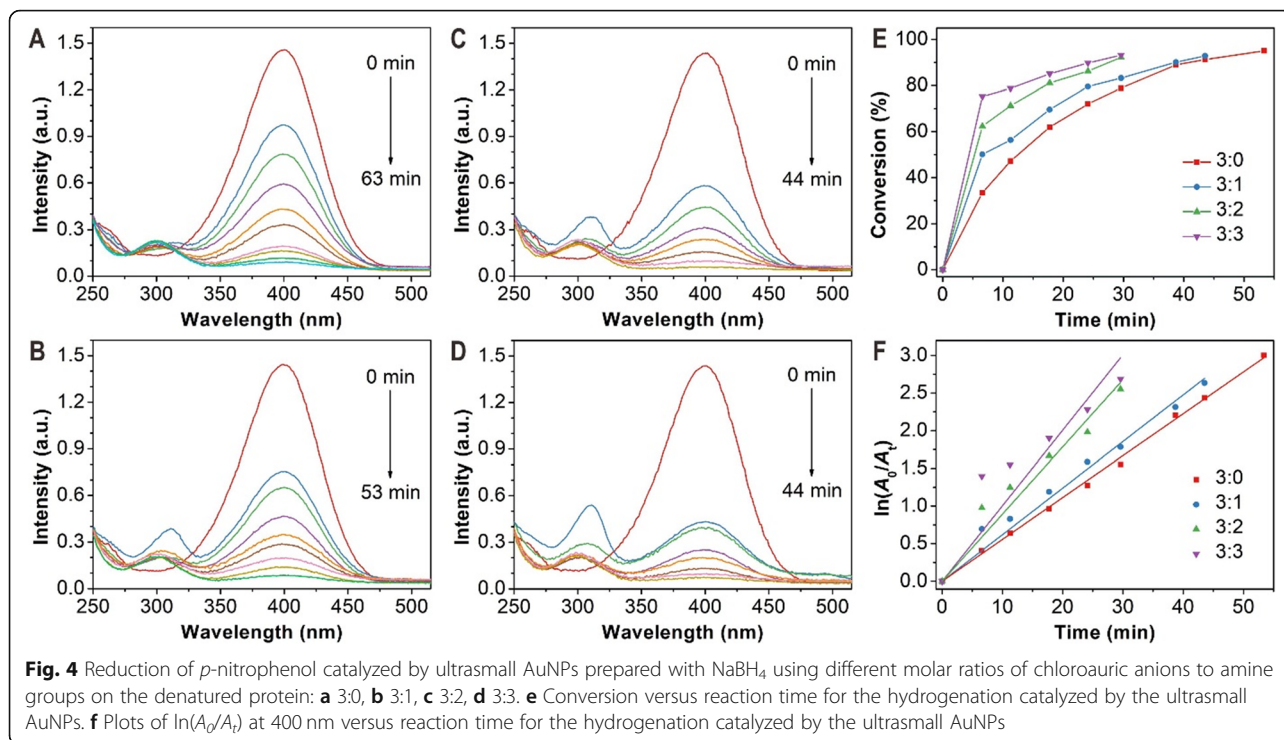 A
1.5
1.2
0.9
0.6
0.3
0.0
Intensity (a.u.)
0 min
63 min
250 300 350 400 450 500
Wavelength (nm)
B
1.5
1.2
0.9
0.6
0.3
0.0
Intensity (a.u.)
0 min
53 min
250 300 350 400 450 500
Wavelength (nm)
C
1.5
1.2
0.9
0.6
0.3
0.0
Intensity (a.u.)
0 min
44 min
250 300 350 400 450 500
Wavelength (nm)
D
1.5
1.2
0.9
0.6
0.3
0.0
Intensity (a.u.)
0 min
44 min
250 300 350 400 450 500
Wavelength (nm)
E
100
80
60
40
20
0
Conversion (%)
3:0
3:1
3:2
3:3
0 10 20 30 40 50
Time (min)
F
3.0
2.5
2.0
1.5
1.0
0.5
0.0
ln(A₀/Aₜ)
3:0
3:1
3:2
3:3
0 10 20 30 40 50
Time (min)
Fig. 4 Reduction of p-nitrophenol catalyzed by ultrasmall AuNPs prepared with NaBH₄ using different molar ratios of chloroauric anions to amine
groups on the denatured protein: a 3:0, b 3:1, c 3:2, d 3:3. e Conversion versus reaction time for the hydrogenation catalyzed by the ultrasmall
AuNPs. f Plots of ln(A₀/Aₜ) at 400 nm versus reaction time for the hydrogenation catalyzed by the ultrasmall AuNPs